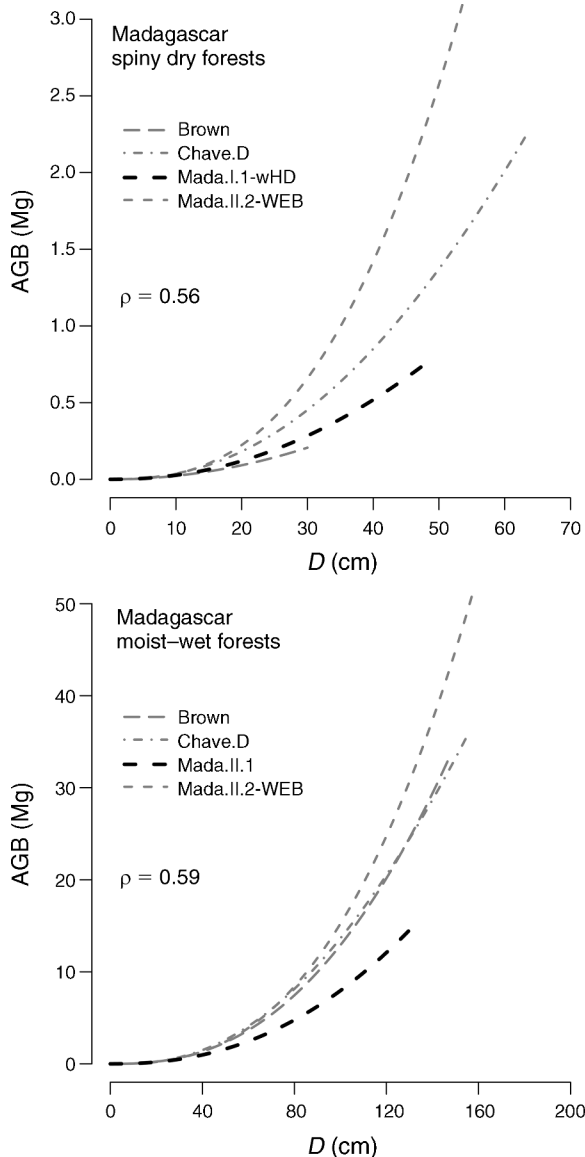 3.0
Madagascar
spiny dry forests
2.5
Brown
Chave.D
2.0
Mada.I.1-wHD
Mada.II.2-WEB
AGB (Mg)
1.5
ρ = 0.56
1.0
0.5
0.0
0 10 20 30 40 50 60 70
D (cm)
50
Madagascar
moist–wet forests
40
Brown
Chave.D
Mada.II.1
30
Mada.II.2-WEB
AGB (Mg)
20
ρ = 0.59
10
0
0 40 80 120 160 200
D (cm)